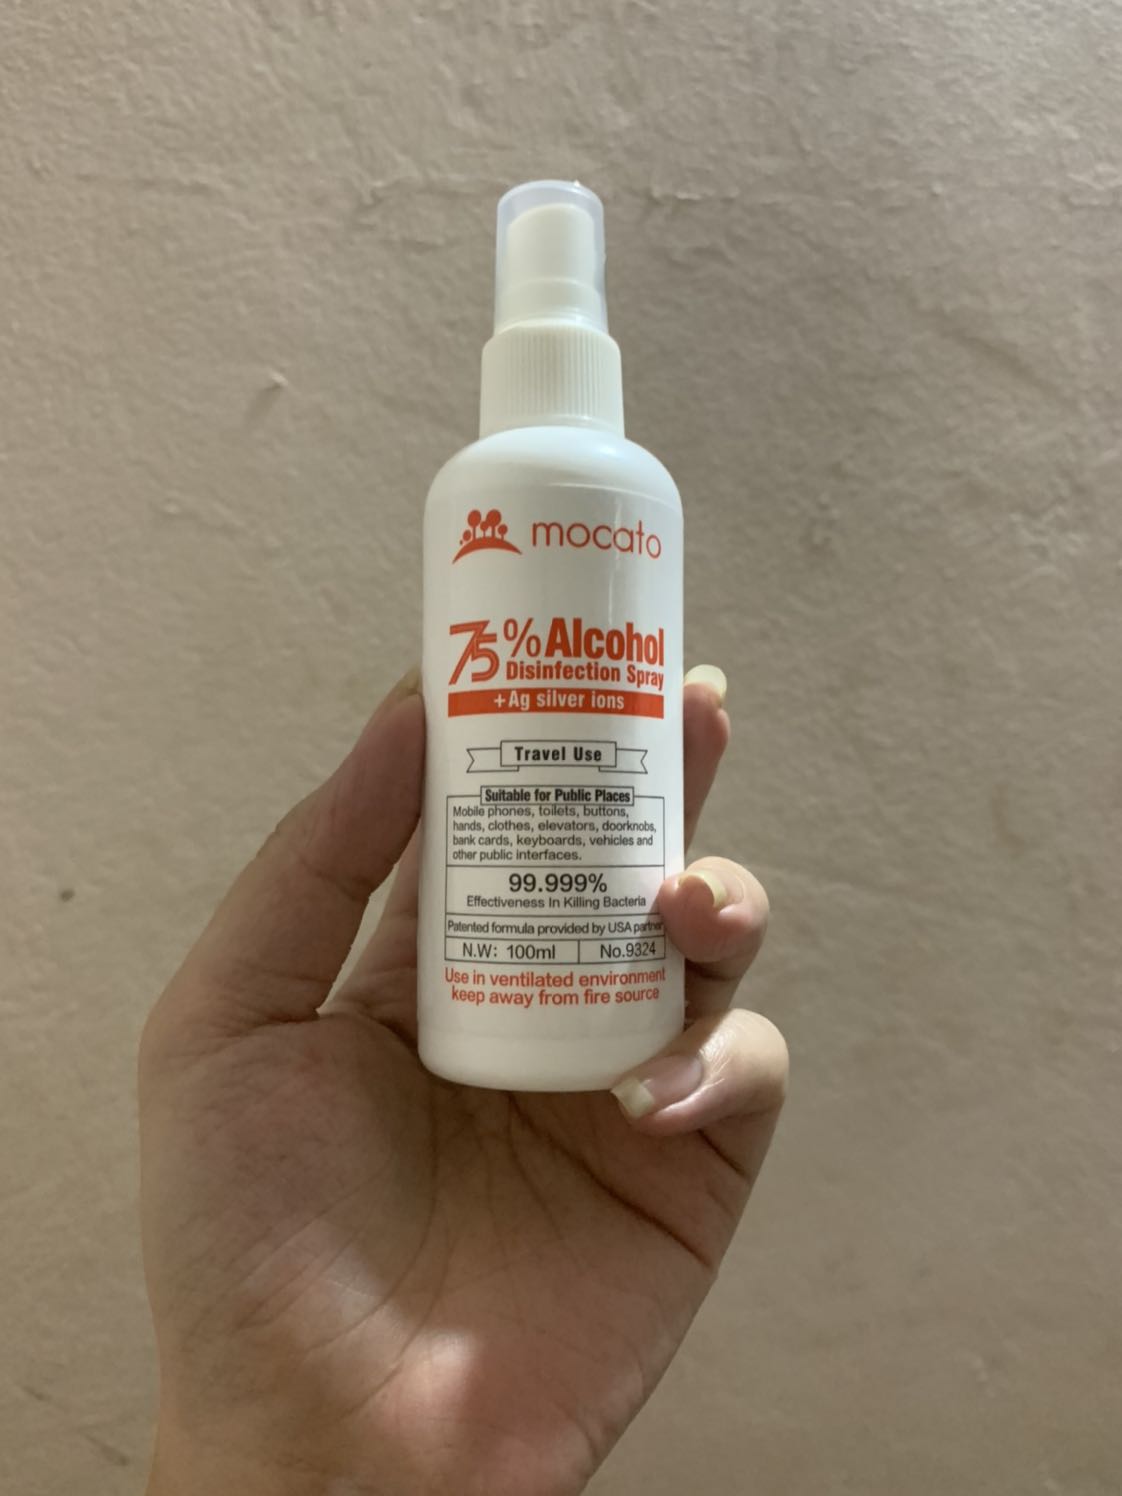 mocato
75% Alcohol
Disinfection Spray
+Ag silver ions
Travel Use
Suitable for Public Places
Mobile phones, toilets, buttons,
hands, clothes, elevators, doorknobs,
bank cards, keyboards, vehicles and
other public interfaces.
99.999%
Effectiveness In Killing Bacteria
Patented formula provided by USA partner
N.W: 100ml No.9324
Use in ventilated environment
keep away from fire source